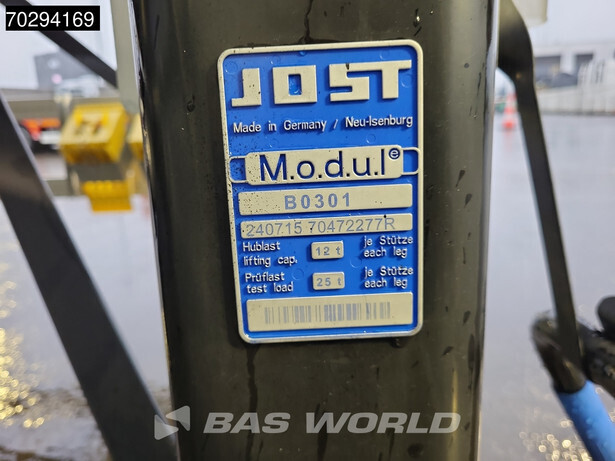 70294169
JOST
Made in Germany / Neu-Isenburg
M.o.d.u.l e
B0301
240715 70472277R
Hublast 12 t je Stütze
lifting cap. each leg
Prüflast 25 t je Stütze
test load each leg
BAS WORLD